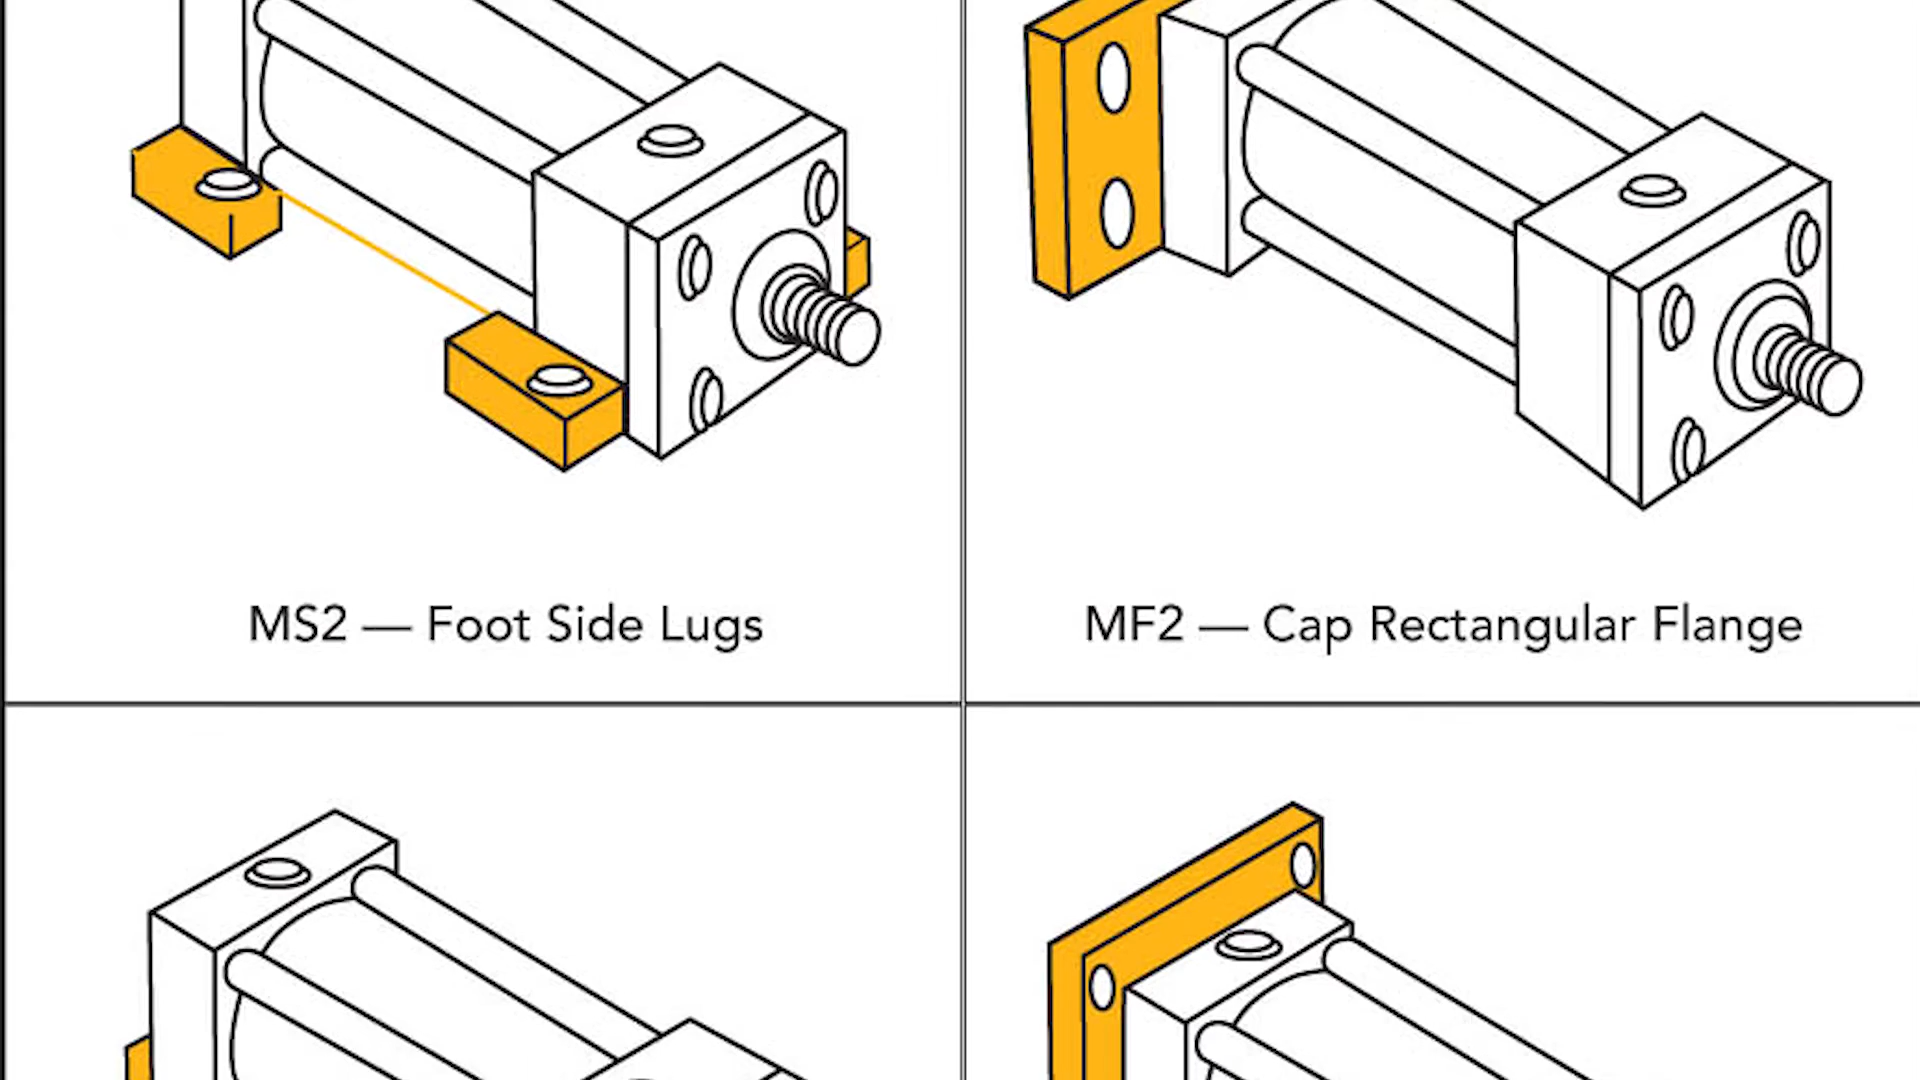 MS2 — Foot Side Lugs
MF2 — Cap Rectangular Flange